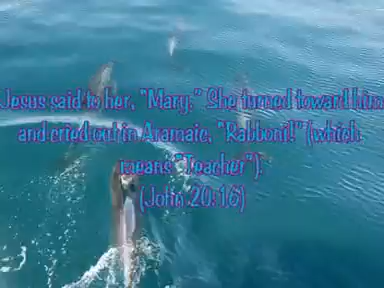 Jesus said to her, "Mary." She turned toward him
and cried out in Aramaic, "Rabboni!" (which
means "Teacher").
(John 20:16)